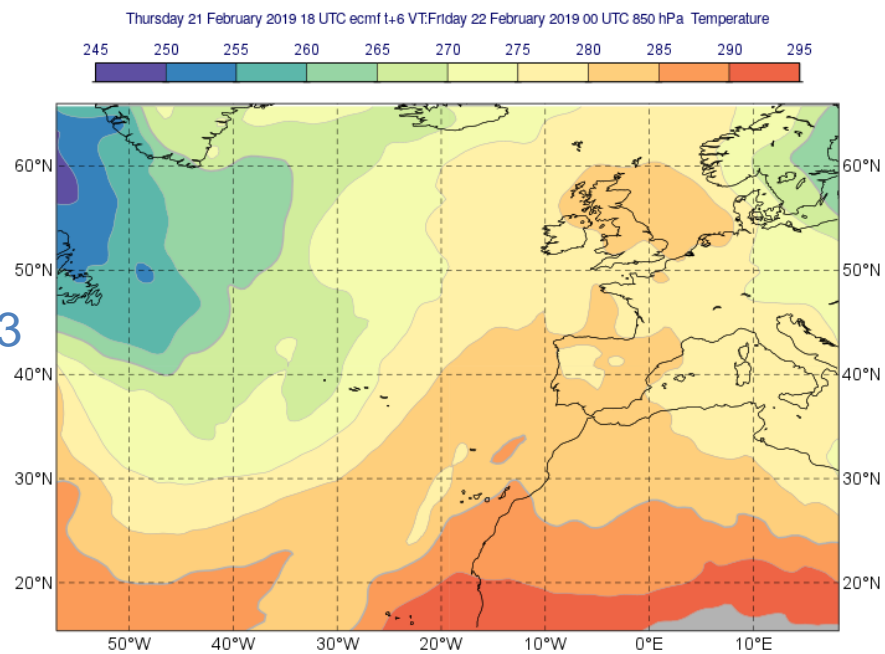 Thursday 21 February 2019 18 UTC ecmf t+6 VT:Friday 22 February 2019 00 UTC 850 hPa Temperature
245 250 255 260 265 270 275 280 285 290 295
60°N
50°N 50°N
3
40°N 40°N
30°N 30°N
20°N 20°N
50°W 40°W 30°W 20°W 10°W 0°E 10°E